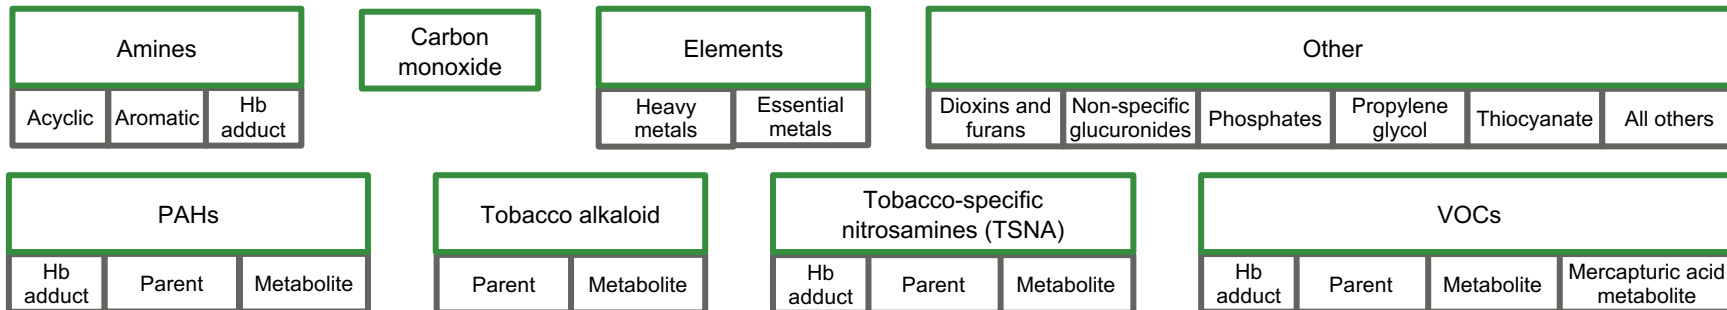 Amines
Carbon
monoxide
Elements
Other
Acyclic
Aromatic
Hb
adduct
Heavy
metals
Essential
metals
Dioxins and
furans
Non-specific
glucuronides
Phosphates
Propylene
glycol
Thiocyanate
All others
PAHs
Tobacco alkaloid
Tobacco-specific
nitrosamines (TSNA)
VOCs
Hb
adduct
Parent
Metabolite
Parent
Metabolite
Hb
adduct
Parent
Metabolite
Hb
adduct
Parent
Metabolite
Mercapturic acid
metabolite